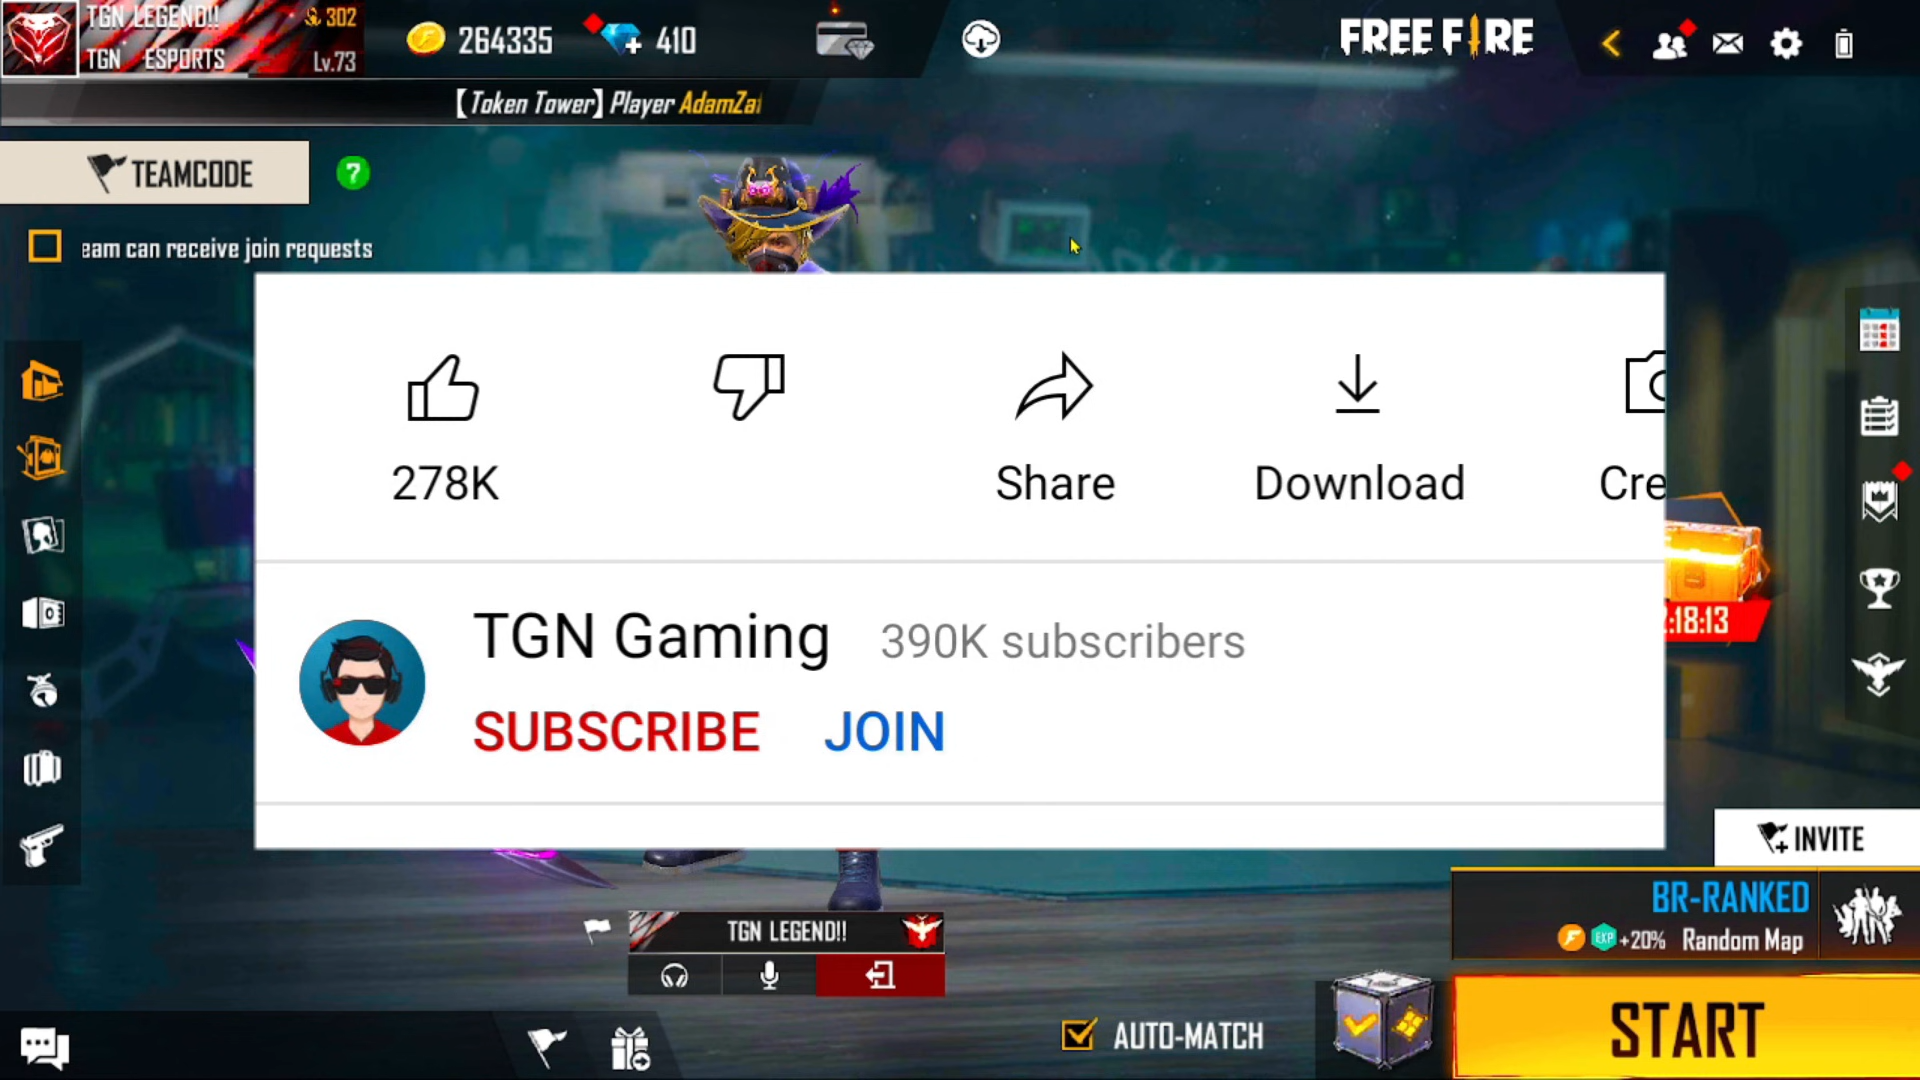 TGN LEGEND!!
302
TGN ESPORTS
Lv.73
264335
410
FREE FIRE
【Token Tower】 Player AdamZa
TEAMCODE
?
eam can receive join requests
278K
Share
Download
Cre
TGN Gaming
390K subscribers
SUBSCRIBE
JOIN
:18:13
INVITE
BR-RANKED
EXP +20%
Random Map
TGN LEGEND!!
AUTO-MATCH
START